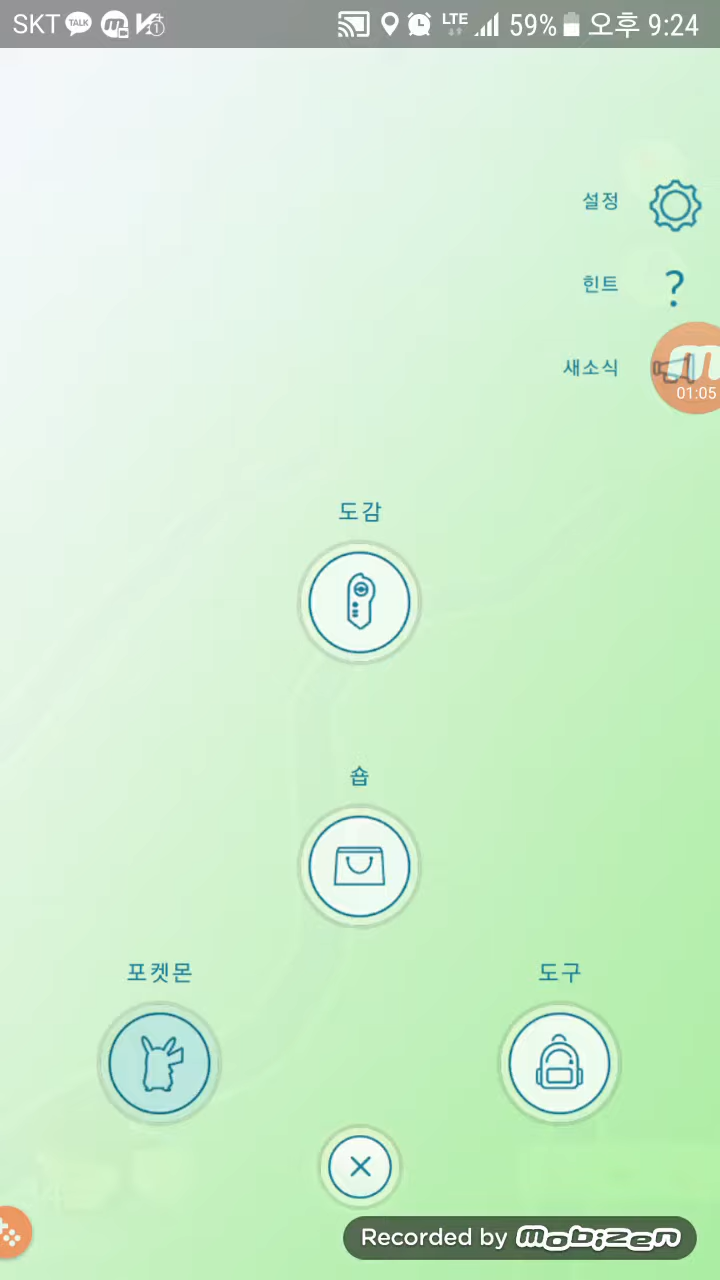 SKT TALK LTE 59% 오후 9:24
설정
힌트
?
새소식
01:05
도감
숍
포켓몬
도구
Recorded by mobizen